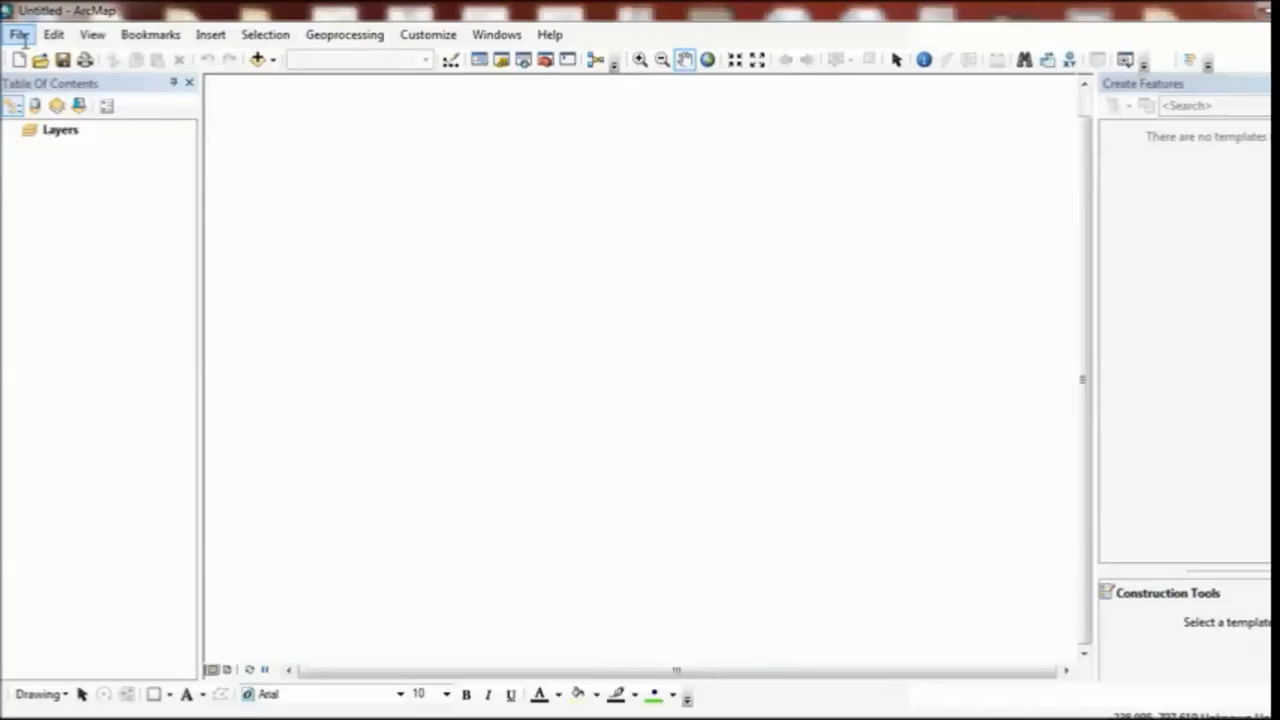 Untitled - ArcMap
File Edit View Bookmarks Insert Selection Geoprocessing Customize Windows Help
Table Of Contents
Create Features
<Search>
Layers
There are no templates
Construction Tools
Select a template
Drawing A Arial 10 B I U A